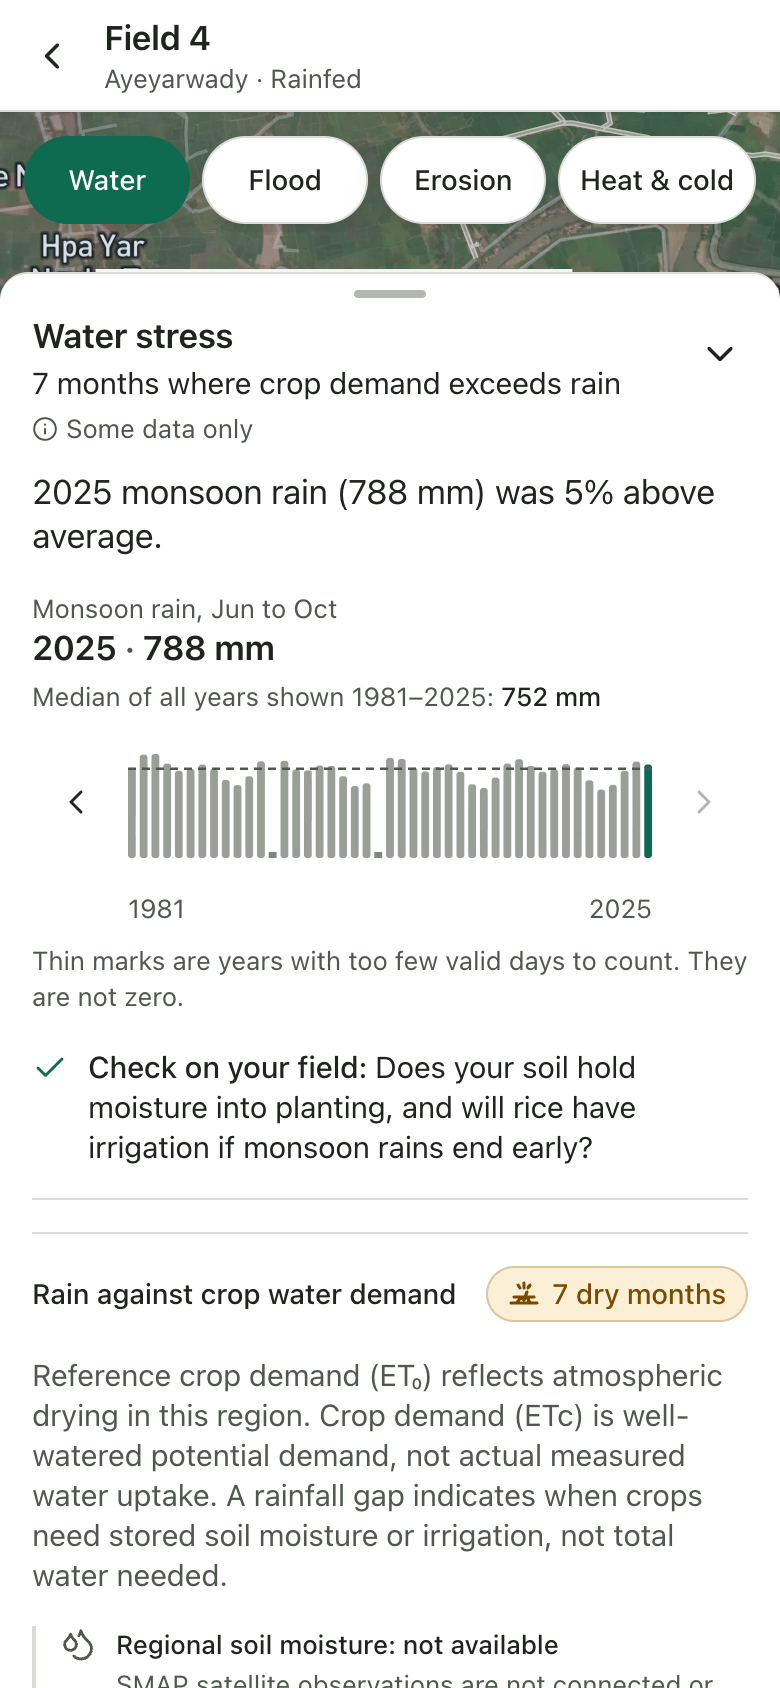 Field 4
Ayeyarwady · Rainfed
Water
Flood
Erosion
Heat & cold
Hpa Yar
Water stress
7 months where crop demand exceeds rain
Some data only
2025 monsoon rain (788 mm) was 5% above
average.
Monsoon rain, Jun to Oct
2025 · 788 mm
Median of all years shown 1981–2025: 752 mm
1981
2025
Thin marks are years with too few valid days to count. They
are not zero.
Check on your field: Does your soil hold
moisture into planting, and will rice have
irrigation if monsoon rains end early?
Rain against crop water demand
7 dry months
Reference crop demand (ET₀) reflects atmospheric
drying in this region. Crop demand (ETc) is well-
watered potential demand, not actual measured
water uptake. A rainfall gap indicates when crops
need stored soil moisture or irrigation, not total
water needed.
Regional soil moisture: not available
SMAP satellite observations are not connected or